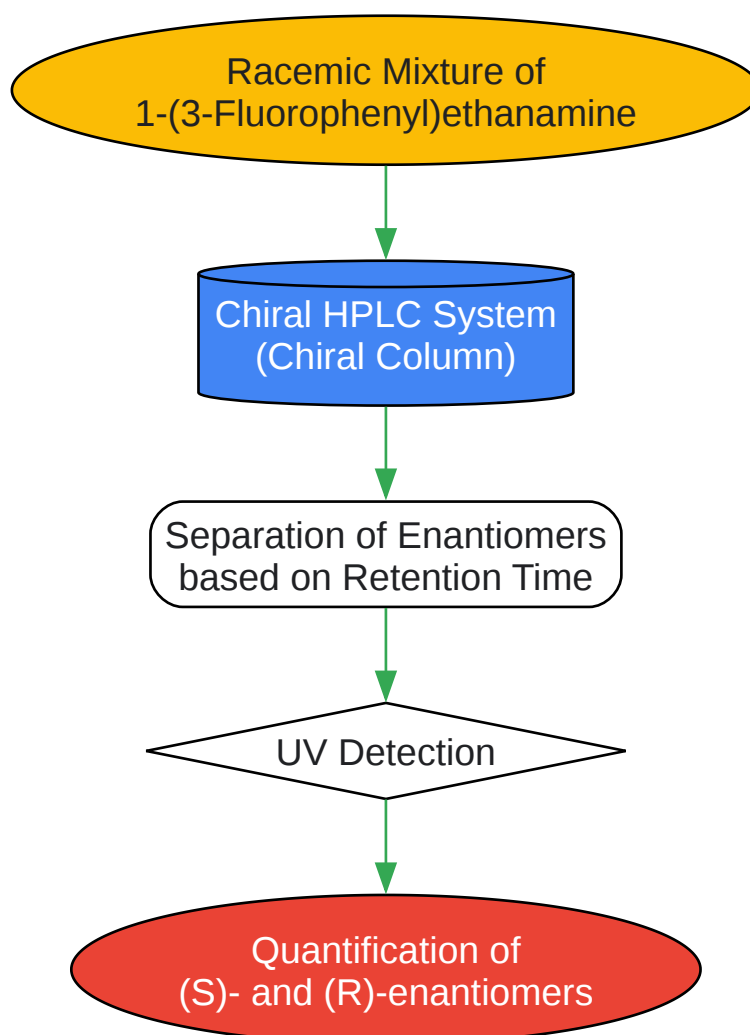 Racemic Mixture of
1-(3-Fluorophenyl)ethanamine
Chiral HPLC System
(Chiral Column)
Separation of Enantiomers
based on Retention Time
UV Detection
Quantification of
(S)- and (R)-enantiomers